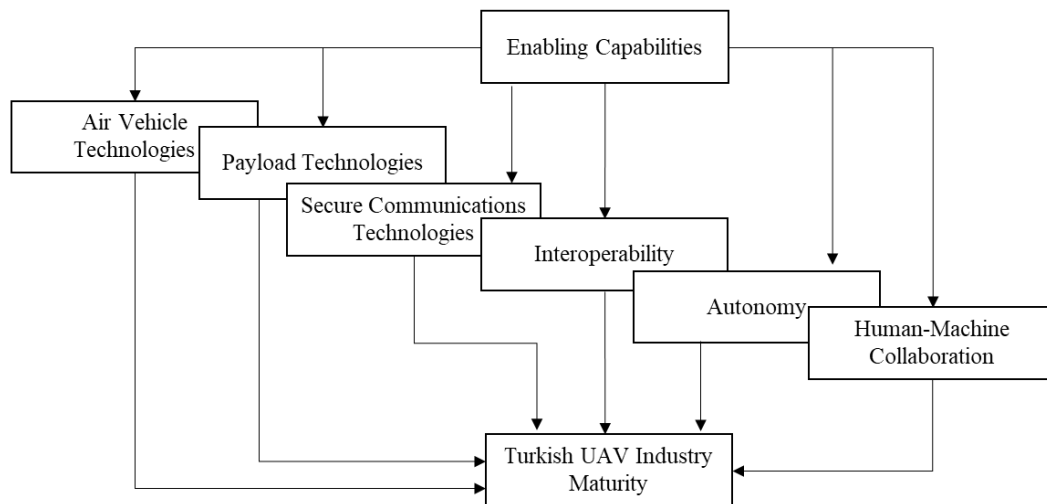 Enabling Capabilities
Air Vehicle
Technologies
Payload Technologies
Secure Communications
Technologies
Interoperability
Autonomy
Human-Machine
Collaboration
Turkish UAV Industry
Maturity